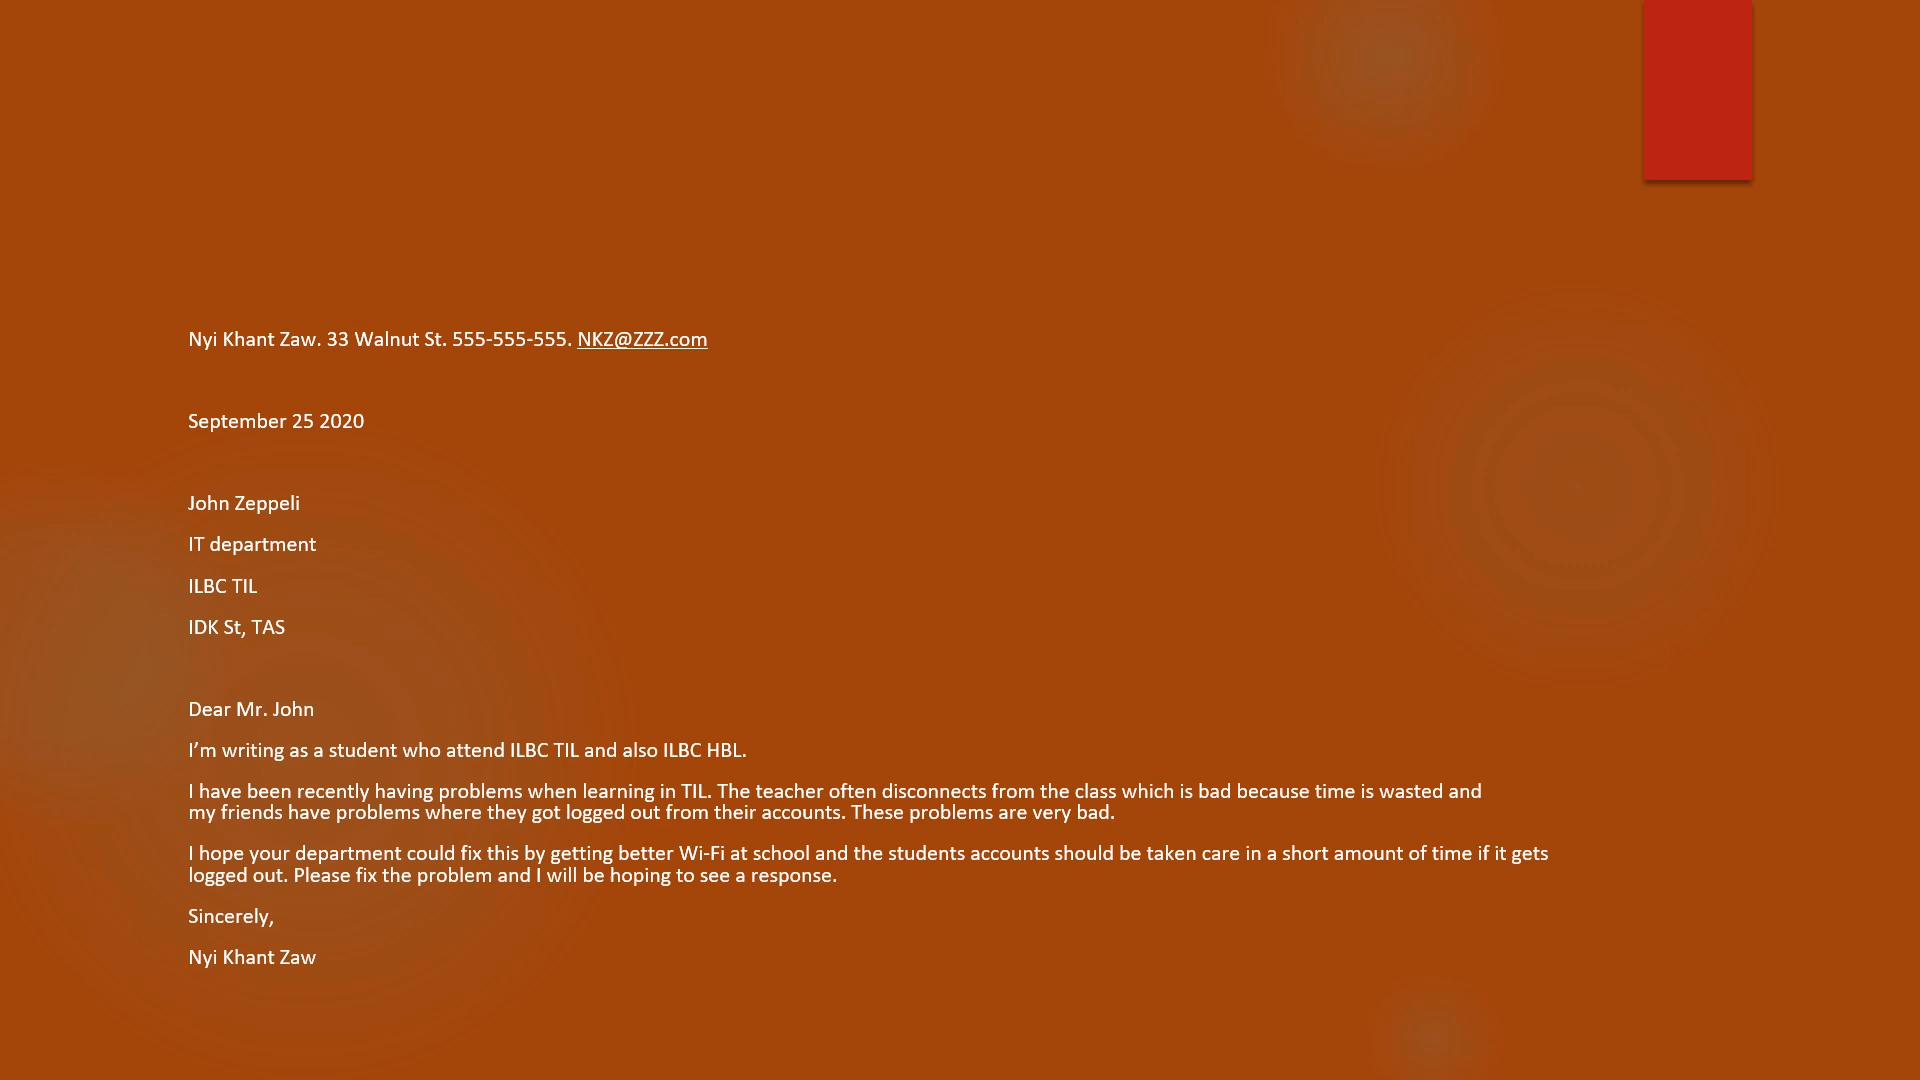 Nyi Khant Zaw. 33 Walnut St. 555-555-555. NKZ@ZZZ.com
September 25 2020
John Zeppeli
IT department
ILBC TIL
IDK St, TAS
Dear Mr. John
I’m writing as a student who attend ILBC TIL and also ILBC HBL.
I have been recently having problems when learning in TIL. The teacher often disconnects from the class which is bad because time is wasted and
my friends have problems where they got logged out from their accounts. These problems are very bad.
I hope your department could fix this by getting better Wi-Fi at school and the students accounts should be taken care in a short amount of time if it gets
logged out. Please fix the problem and I will be hoping to see a response.
Sincerely,
Nyi Khant Zaw